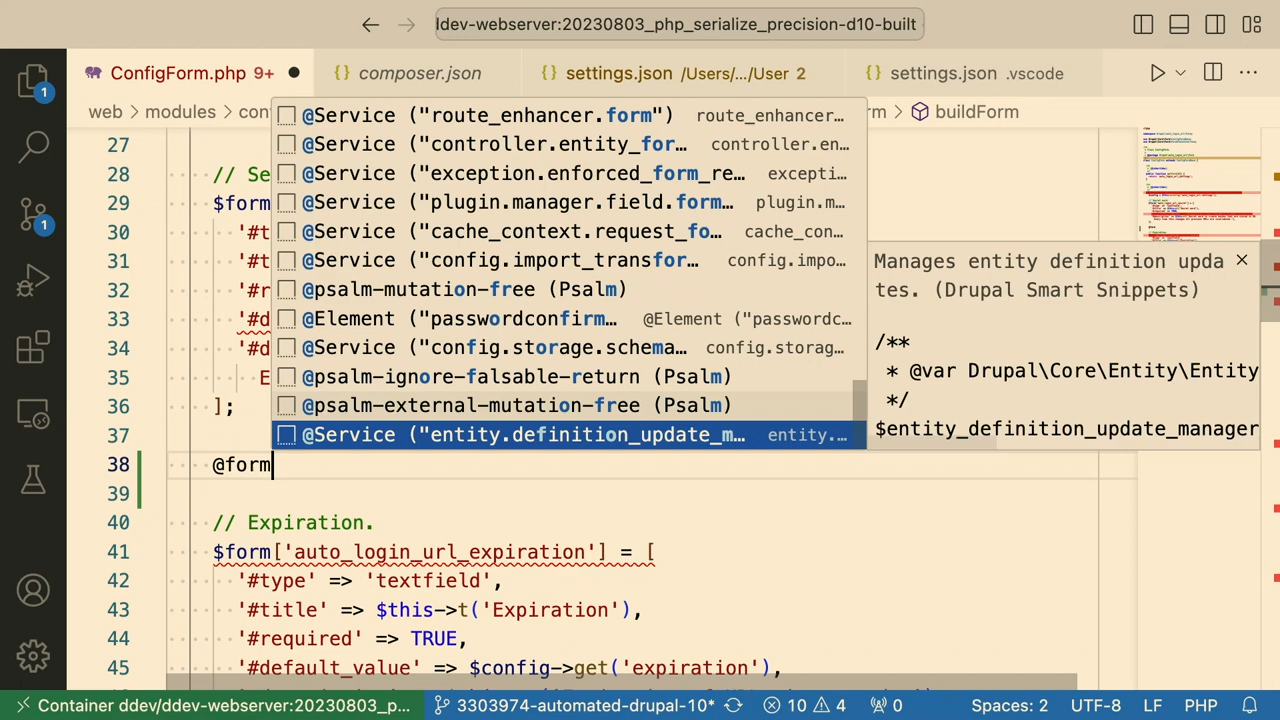 ddev-webserver:20230803_php_serialize_precision-d10-built
ConfigForm.php 9+
composer.json
settings.json /Users/.../User 2
settings.json .vscode
web > modules > con
rm > buildForm
27
28 // Se
29 $form
30 '#t
31 '#t
32 '#r
33 '#d
34 '#d
35 E
36 ];
37
38 @form
39
40 // Expiration.
41 $form['auto_login_url_expiration'] = [
42 '#type' => 'textfield',
43 '#title' => $this->t('Expiration'),
44 '#required' => TRUE,
45 '#default_value' => $config->get('expiration'),
@Service ("route_enhancer.form") route_enhancer…
@Service ("controller.entity_for… controller.en…
@Service ("exception.enforced_form_re… excepti…
@Service ("plugin.manager.field.form… plugin.m…
@Service ("cache_context.request_fo… cache_con…
@Service ("config.import_transfor… config.impo…
@psalm-mutation-free (Psalm)
@Element ("passwordconfirm… @Element ("passwordc…
@Service ("config.storage.schema… config.storag…
@psalm-ignore-falsable-return (Psalm)
@psalm-external-mutation-free (Psalm)
@Service ("entity.definition_update_m… entity.…
Manages entity definition upda
tes. (Drupal Smart Snippets)
/**
* @var Drupal\Core\Entity\Entity
*/
$entity_definition_update_manager
1
1
Container ddev/ddev-webserver:20230803_p... 3303974-automated-drupal-10* 10 4 0 Spaces: 2 UTF-8 LF PHP